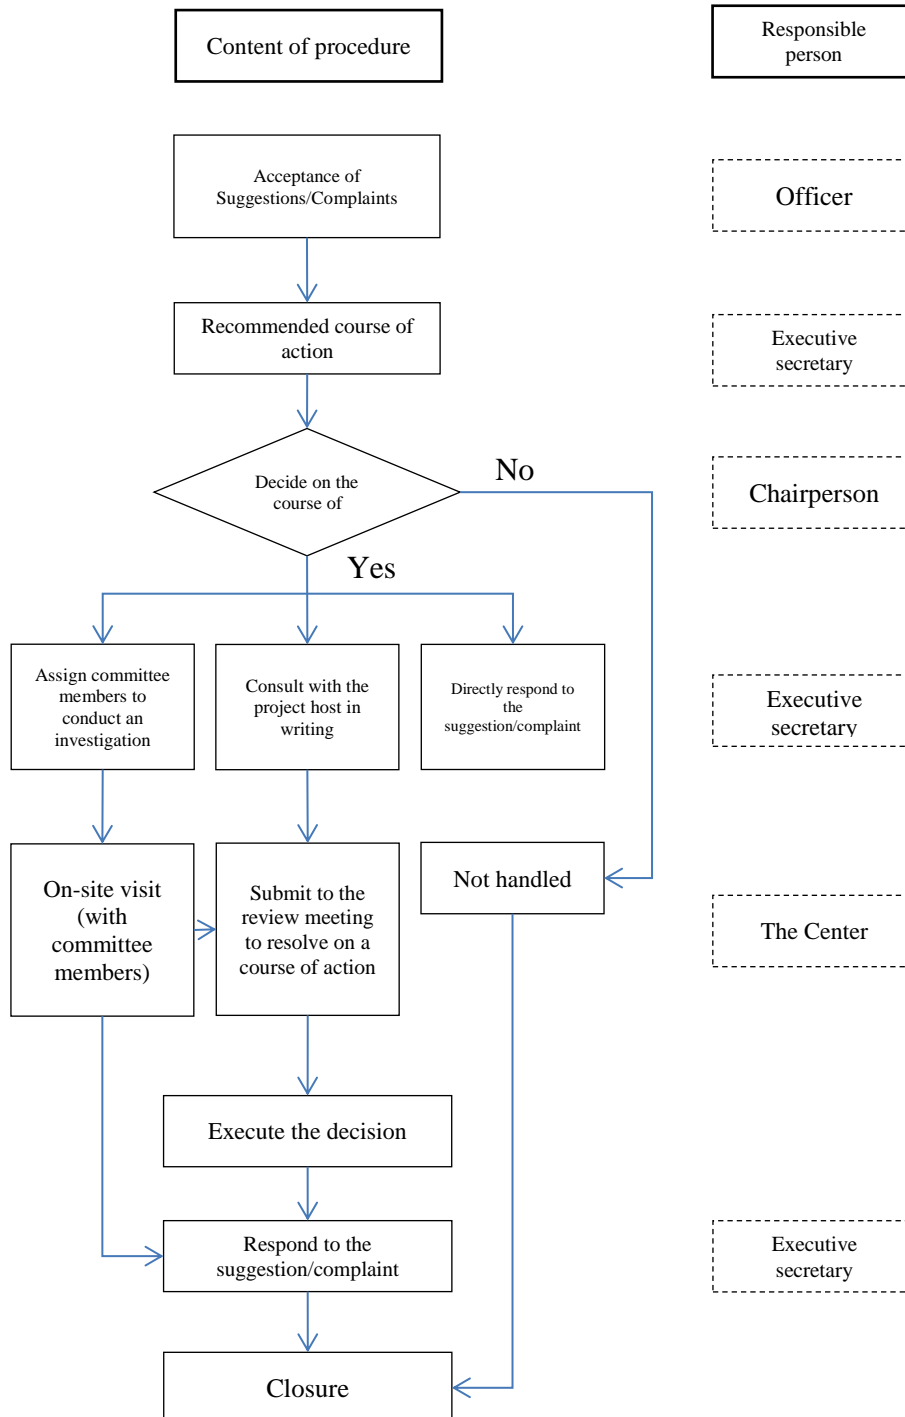 Content of procedure
Responsible
person
Acceptance of
Suggestions/Complaints
Officer
Recommended course of
action
Executive
secretary
Decide on the
course of
No
Chairperson
Yes
Assign committee
members to
conduct an
investigation
Consult with the
project host in
writing
Directly respond to
the
suggestion/complaint
Executive
secretary
On-site visit
(with
committee
members)
Submit to the
review meeting
to resolve on a
course of action
Not handled
The Center
Execute the decision
Respond to the
suggestion/complaint
Executive
secretary
Closure